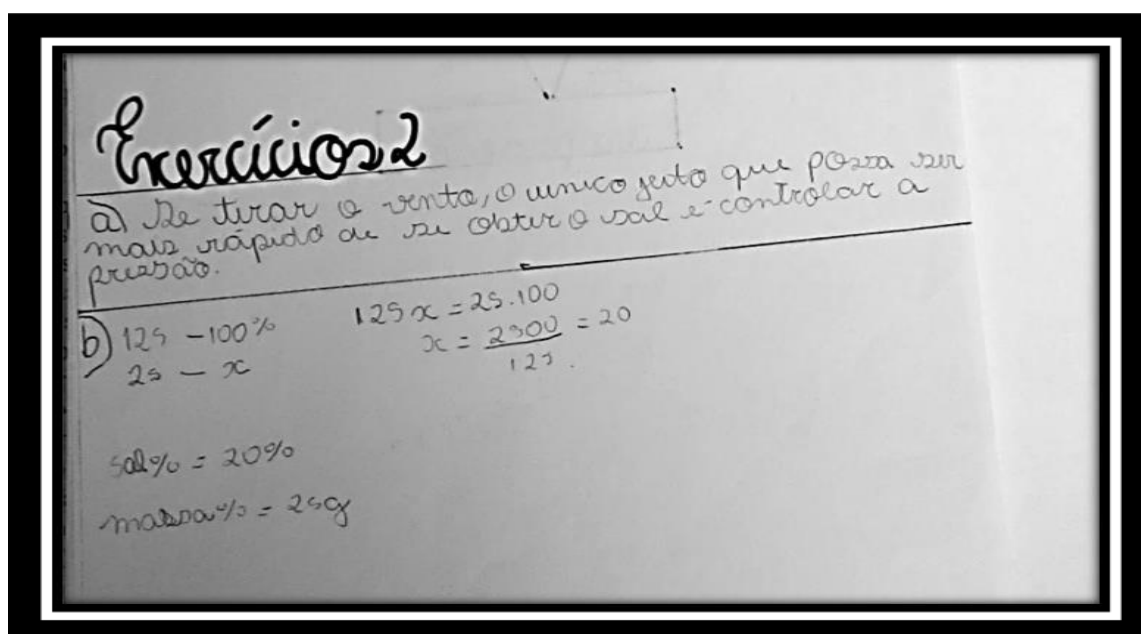 Exercícios 2
a) Se tirar o vento, o unico jeito que possa ser
mais rápido de se obter o sal é controlar a
pressão.
b) 125 - 100%
25 - x
125x = 25.100
x = 2500 = 20
125
sal% = 20%
massa% = 25g